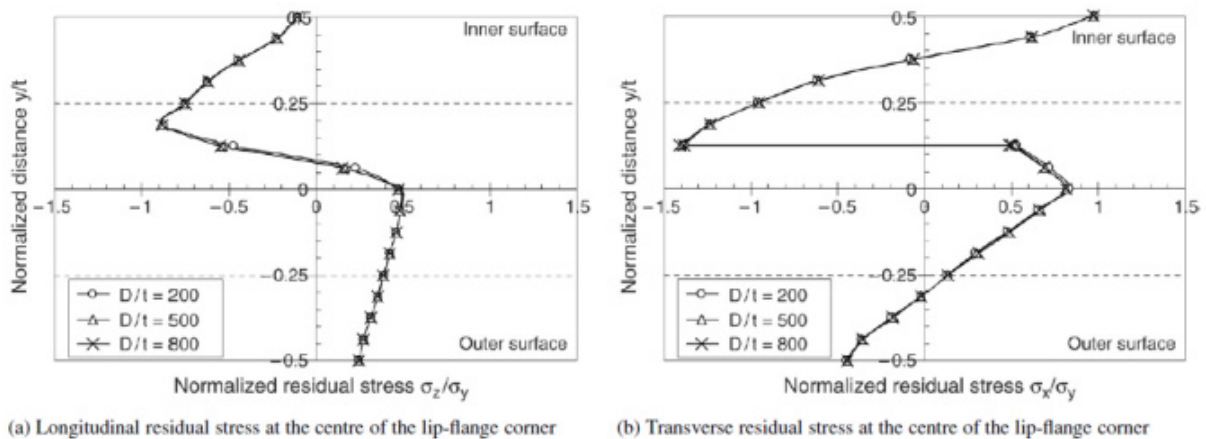 0.5
Inner surface
0.25
0
-1.5
-1
-0.5
0
0.5
1
1.5
-0.25
D/t = 200
D/t = 500
D/t = 800
Outer surface
-0.5
Normalized distance y/t
Normalized residual stress σz/σy
(a) Longitudinal residual stress at the centre of the lip-flange corner
0.5
Inner surface
0.25
0
-1.5
-1
-0.5
0
0.5
1
1.5
-0.25
D/t = 200
D/t = 500
D/t = 800
Outer surface
-0.5
Normalized distance y/t
Normalized residual stress σx/σy
(b) Transverse residual stress at the centre of the lip-flange corner